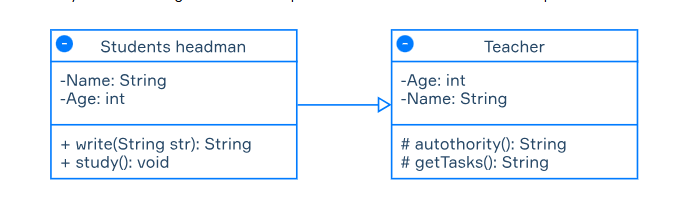 Students headman
-Name: String
-Age: int
+ write(String str): String
+ study(): void
Teacher
-Age: int
-Name: String
# autothority(): String
# getTasks(): String